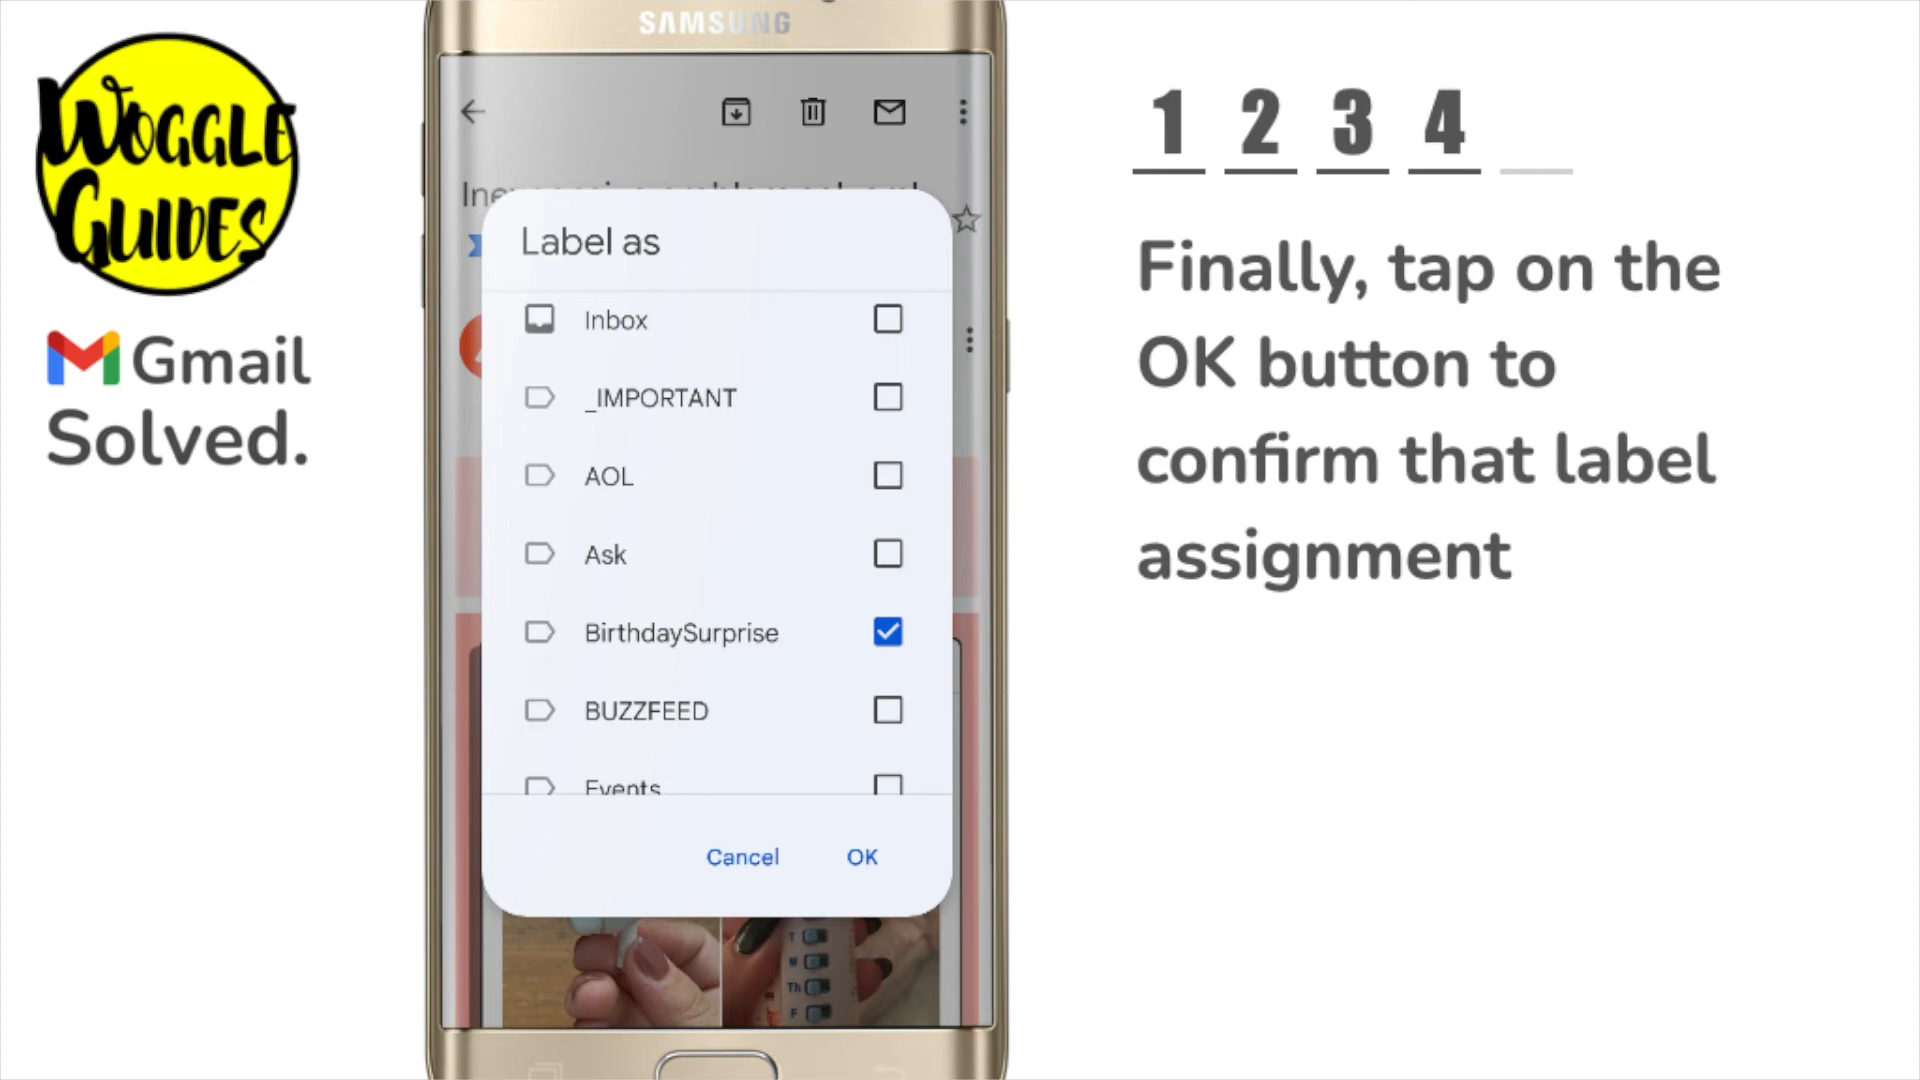 WOGGLE
GUIDES
Gmail
Solved.
SAMSUNG
Label as
Inbox
_IMPORTANT
AOL
Ask
BirthdaySurprise
BUZZFEED
Events
Cancel
OK
T
M
Th
F
1 2 3 4
Finally, tap on the
OK button to
confirm that label
assignment